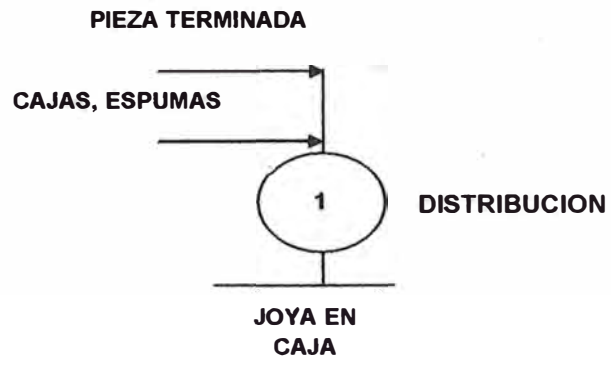 PIEZA TERMINADA
CAJAS, ESPUMAS
1
DISTRIBUCION
JOYA EN
CAJA